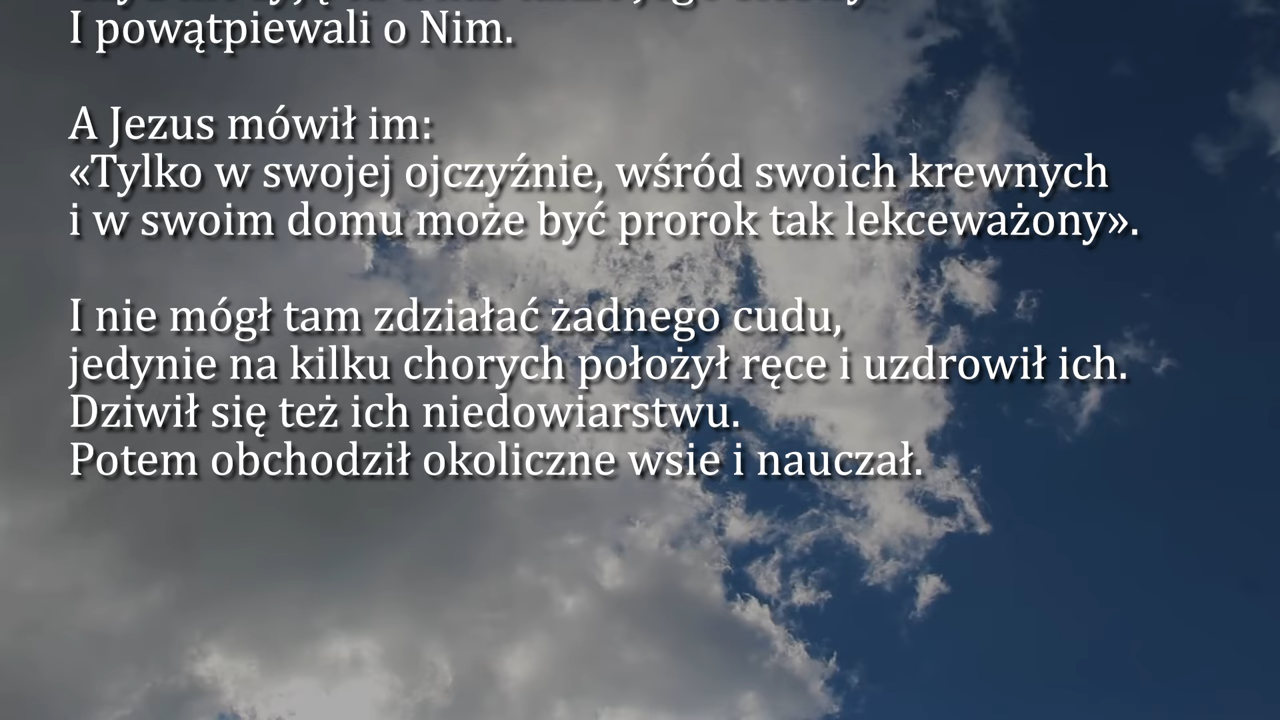 I powątpiewali o Nim.
A Jezus mówił im:
«Tylko w swojej ojczyźnie, wśród swoich krewnych
i w swoim domu może być prorok tak lekceważony».
I nie mógł tam zdziałać żadnego cudu,
jedynie na kilku chorych położył ręce i uzdrowił ich.
Dziwił się też ich niedowiarstwu.
Potem obchodził okoliczne wsie i nauczał.